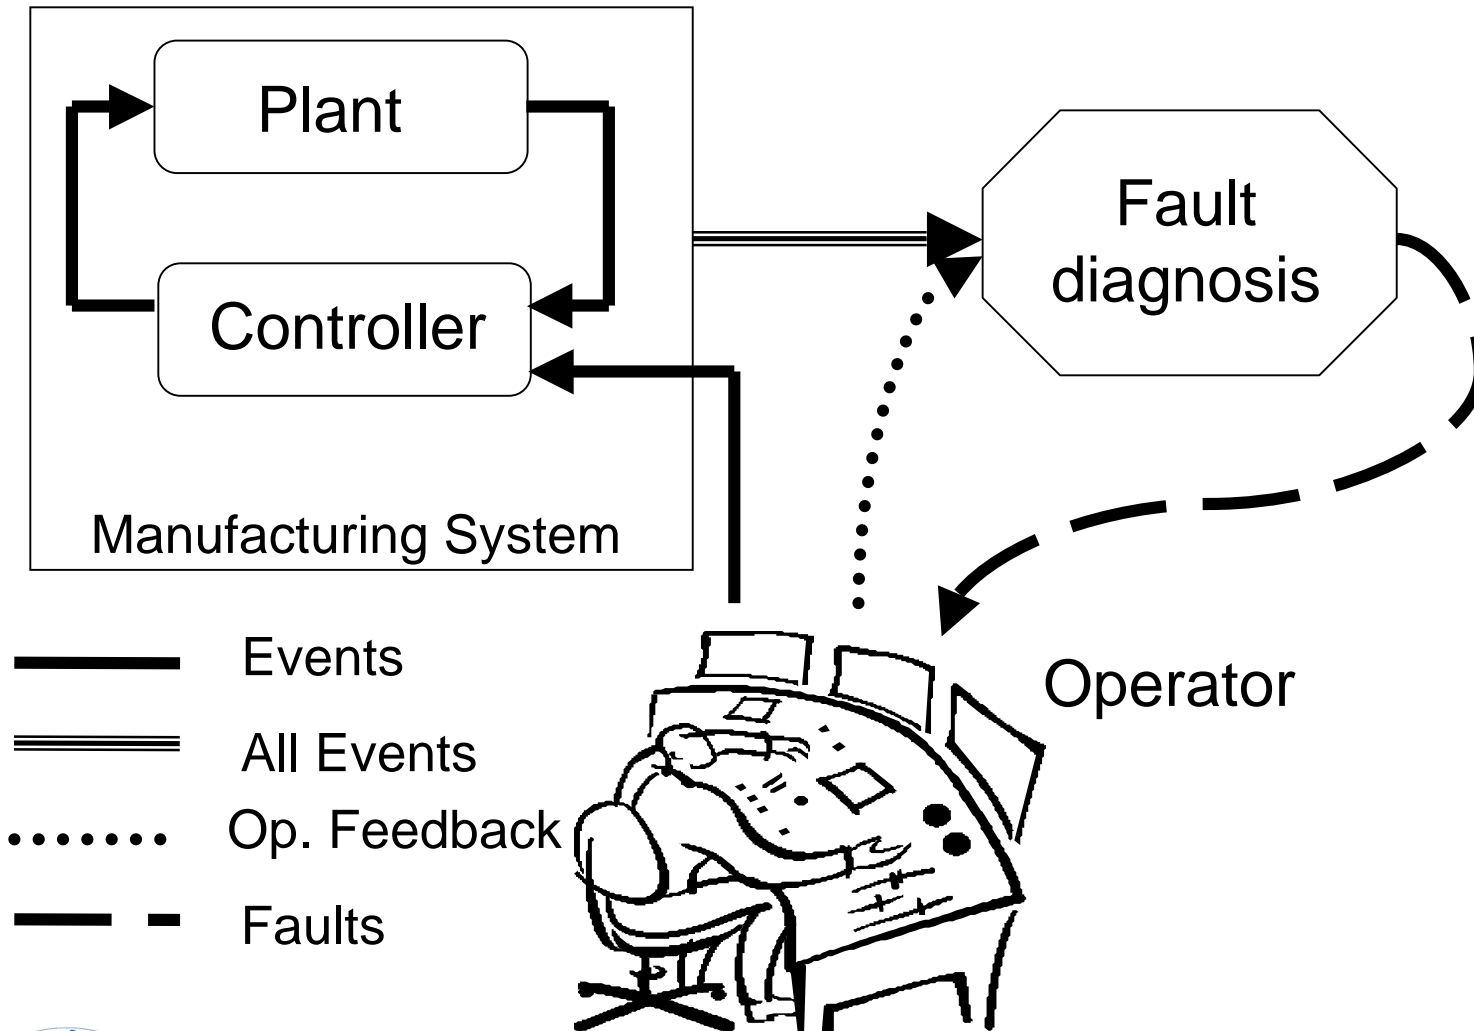 Plant
Fault
diagnosis
Controller
Manufacturing System
Events
Operator
All Events
Op. Feedback
Faults